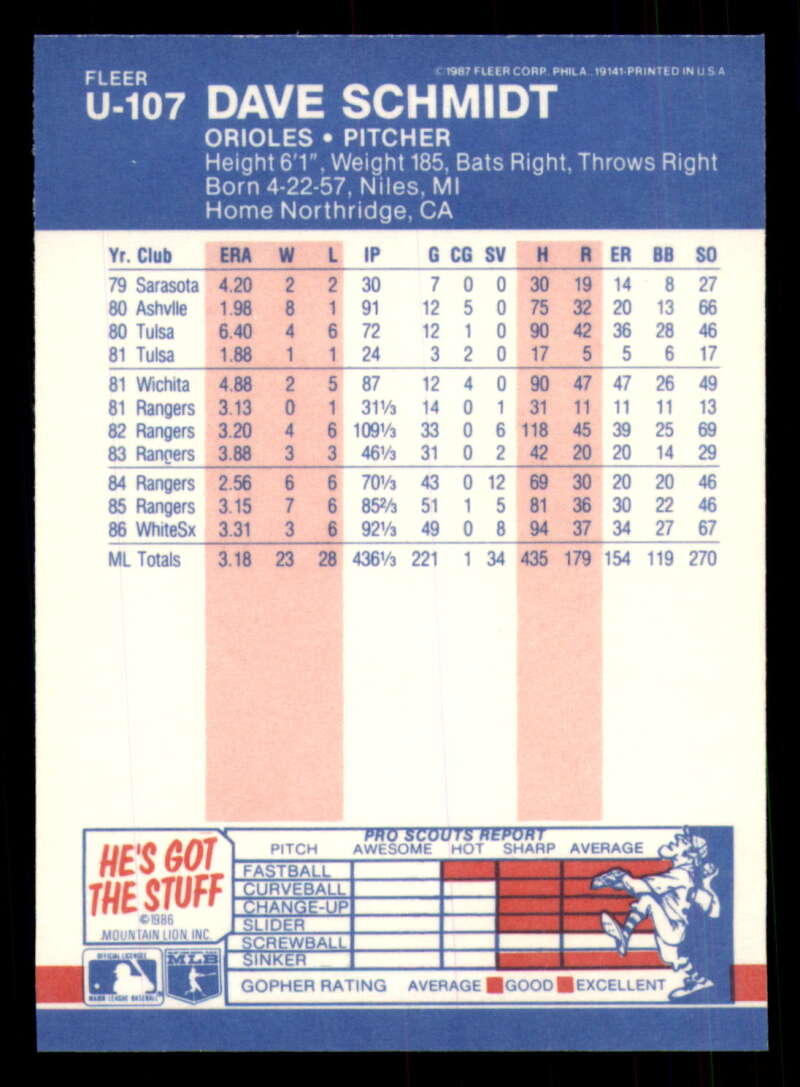 ©1987 FLEER CORP. PHILA., 19141-PRINTED IN U.S.A
FLEER
U-107 DAVE SCHMIDT
ORIOLES • PITCHER
Height 6'1", Weight 185, Bats Right, Throws Right
Born 4-22-57, Niles, MI
Home Northridge, CA
Yr. Club ERA W L IP G CG SV H R ER BB SO
79 Sarasota 4.20 2 2 30 7 0 0 30 19 14 8 27
80 Ashvlle 1.98 8 1 91 12 5 0 75 32 20 13 66
80 Tulsa 6.40 4 6 72 12 1 0 90 42 36 28 46
81 Tulsa 1.88 1 1 24 3 2 0 17 5 5 6 17
81 Wichita 4.88 2 5 87 12 4 0 90 47 47 26 49
81 Rangers 3.13 0 1 31⅓ 14 0 1 31 11 11 11 13
82 Rangers 3.20 4 6 109⅓ 33 0 6 118 45 39 25 69
83 Rangers 3.88 3 3 46⅓ 31 0 2 42 20 20 14 29
84 Rangers 2.56 6 6 70⅓ 43 0 12 69 30 20 20 46
85 Rangers 3.15 7 6 85⅔ 51 1 5 81 36 30 22 46
86 WhiteSx 3.31 3 6 92⅓ 49 0 8 94 37 34 27 67
ML Totals 3.18 23 28 436⅓ 221 1 34 435 179 154 119 270
HE'S GOT
THE STUFF
©1986
MOUNTAIN LION, INC.
OFFICIAL LICENSEE
MAJOR LEAGUE BASEBALL
MLB
PRO SCOUTS REPORT
PITCH AWESOME HOT SHARP AVERAGE
FASTBALL
CURVEBALL
CHANGE-UP
SLIDER
SCREWBALL
SINKER
GOPHER RATING AVERAGE GOOD EXCELLENT